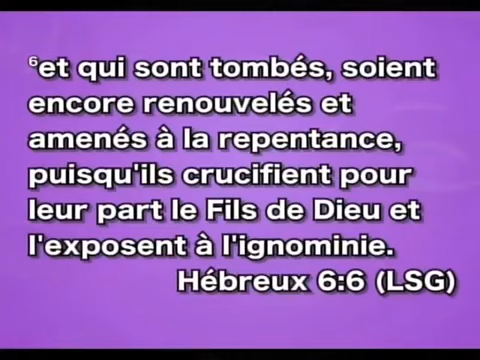 ⁶et qui sont tombés, soient
encore renouvelés et
amenés à la repentance,
puisqu'ils crucifient pour
leur part le Fils de Dieu et
l'exposent à l'ignominie.
Hébreux 6:6 (LSG)